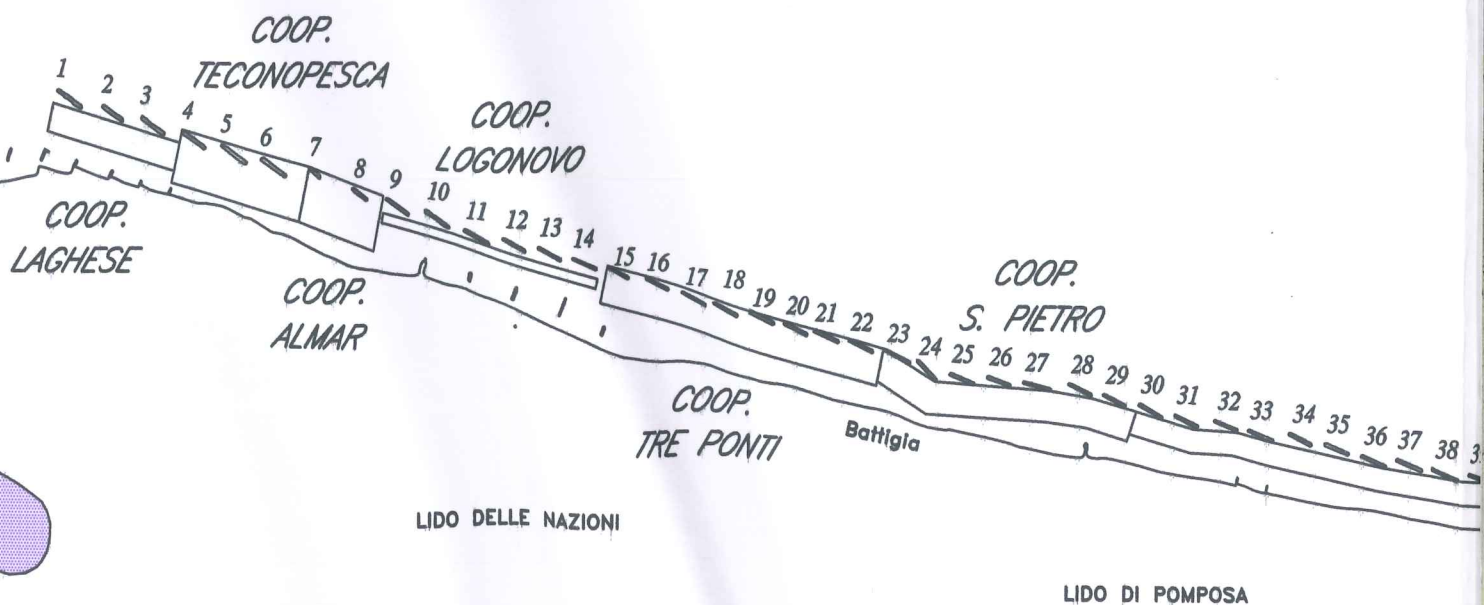 COOP.
TECONOPESCA
COOP.
LOGONOVO
COOP.
S. PIETRO
1
2
3
4
5
6
7
8
9
10
11
12
13
14
15
16
17
18
19
20
21
22
23
24
25
26
27
28
29
30
31
32
33
34
35
36
37
38
COOP.
LAGHESE
COOP.
ALMAR
COOP.
TRE PONTI
Battigia
LIDO DELLE NAZIONI
LIDO DI POMPOSA